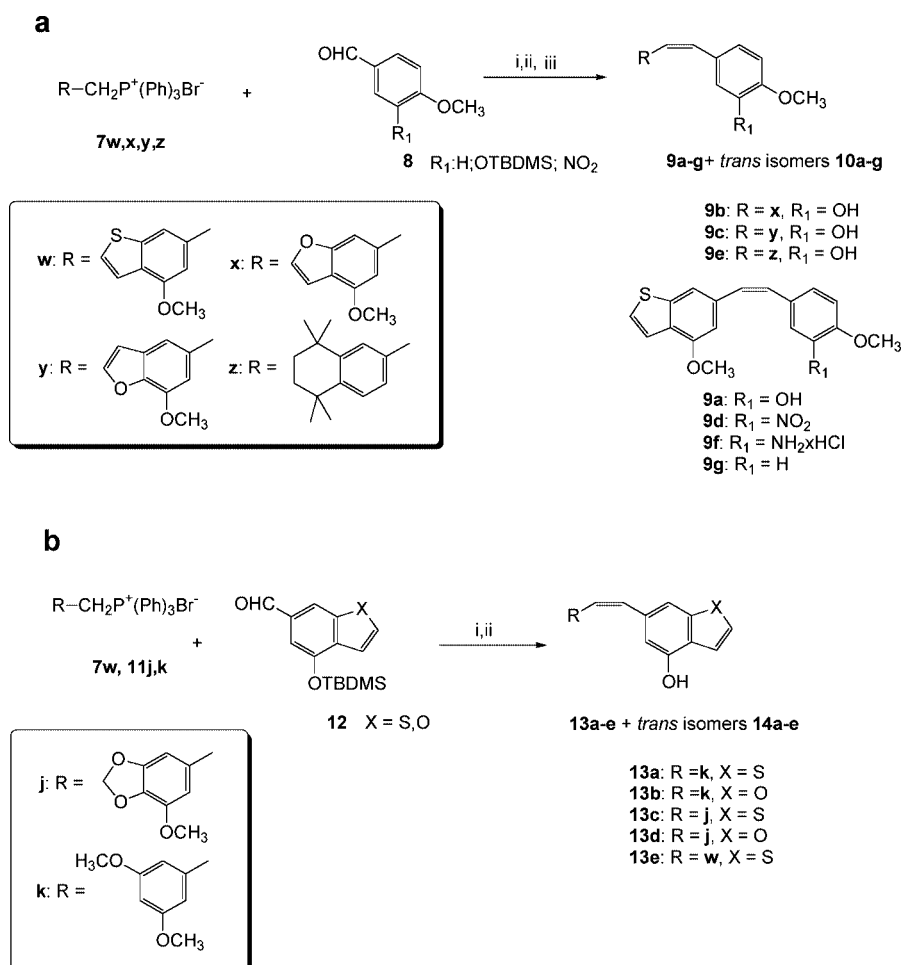 a
R-CH₂P⁺(Ph)₃Br⁻
7w,x,y,z
+
OHC
OCH₃
R₁
8 R₁:H;OTBDMS; NO₂
i,ii, iii
R
OCH₃
R₁
9a-g+ trans isomers 10a-g
9b: R = x, R₁ = OH
9c: R = y, R₁ = OH
9e: R = z, R₁ = OH
w: R =
S
OCH₃
x: R =
O
OCH₃
y: R =
O
OCH₃
z: R =
S
OCH₃
OCH₃
R₁
9a: R₁ = OH
9d: R₁ = NO₂
9f: R₁ = NH₂xHCl
9g: R₁ = H
b
R-CH₂P⁺(Ph)₃Br⁻
7w, 11j,k
+
OHC
X
OTBDMS
12 X = S,O
i,ii
R
X
OH
13a-e + trans isomers 14a-e
13a: R =k, X = S
13b: R =k, X = O
13c: R = j, X = S
13d: R = j, X = O
13e: R = w, X = S
j: R =
O
O
OCH₃
k: R =
H₃CO
OCH₃